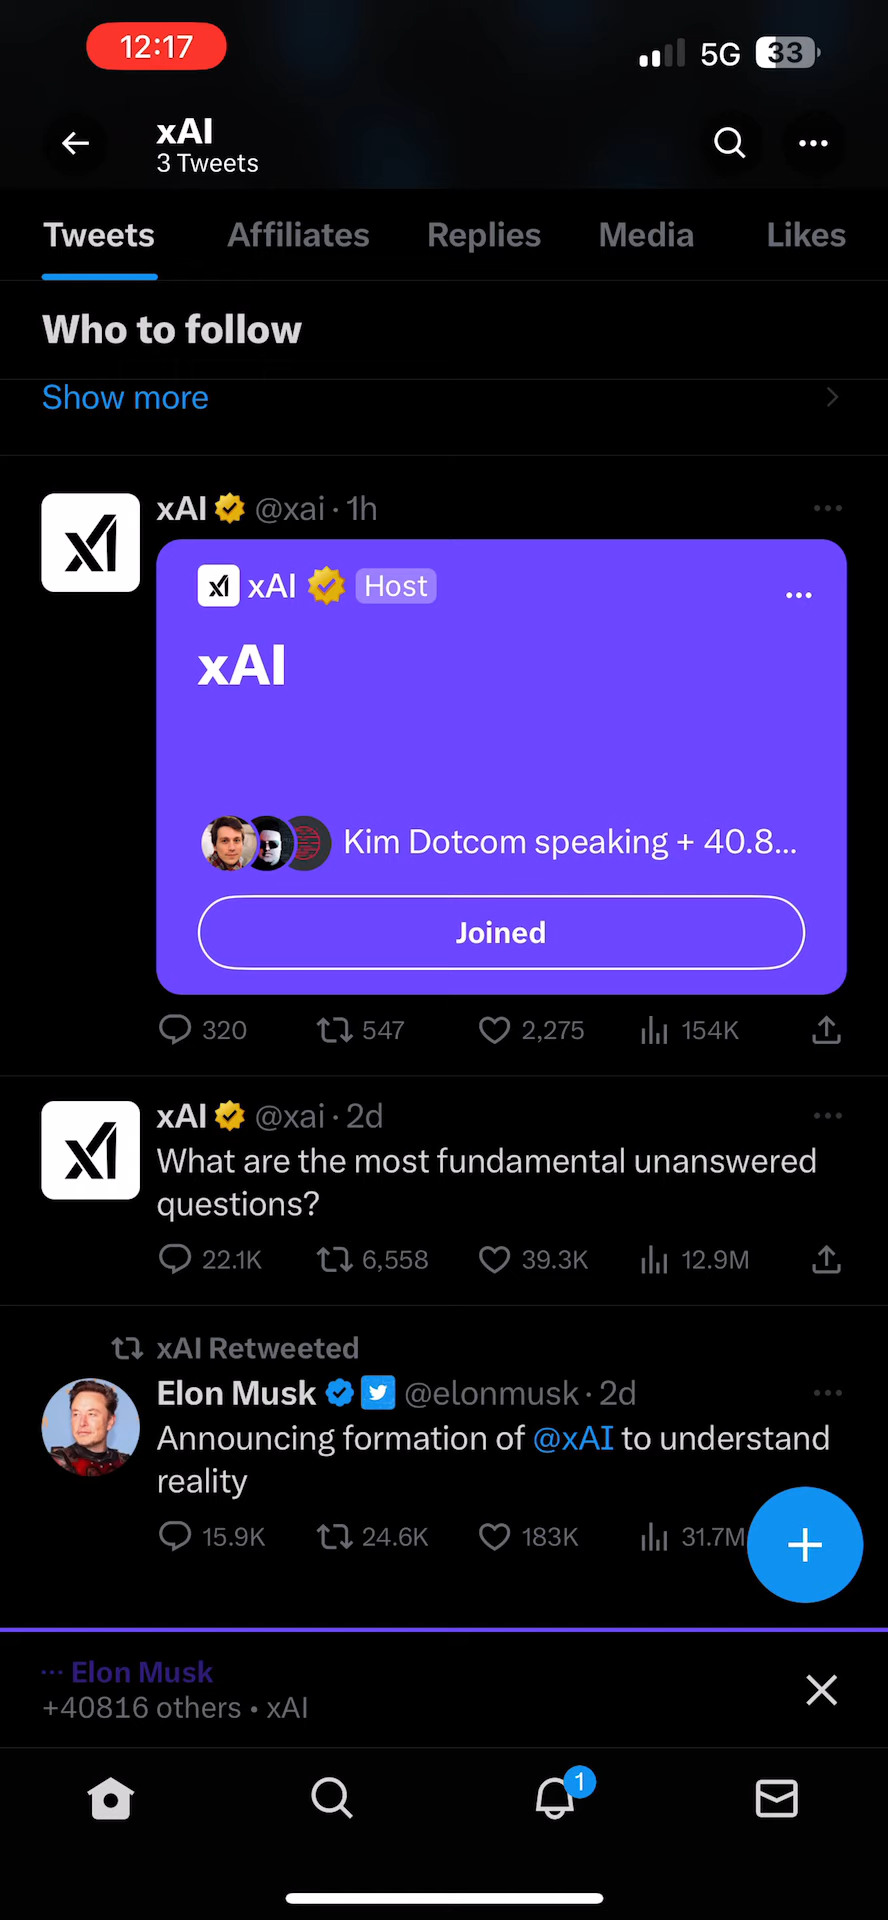 12:17
5G 33
xAI
3 Tweets
Tweets Affiliates Replies Media Likes
Who to follow
Show more
xAI @xai · 1h
xAI Host
xAI
Kim Dotcom speaking + 40.8...
Joined
320 547 2,275 154K
xAI @xai · 2d
What are the most fundamental unanswered
questions?
22.1K 6,558 39.3K 12.9M
xAI Retweeted
Elon Musk @elonmusk · 2d
Announcing formation of @xAI to understand
reality
15.9K 24.6K 183K 31.7M
Elon Musk
+40816 others • xAI
1